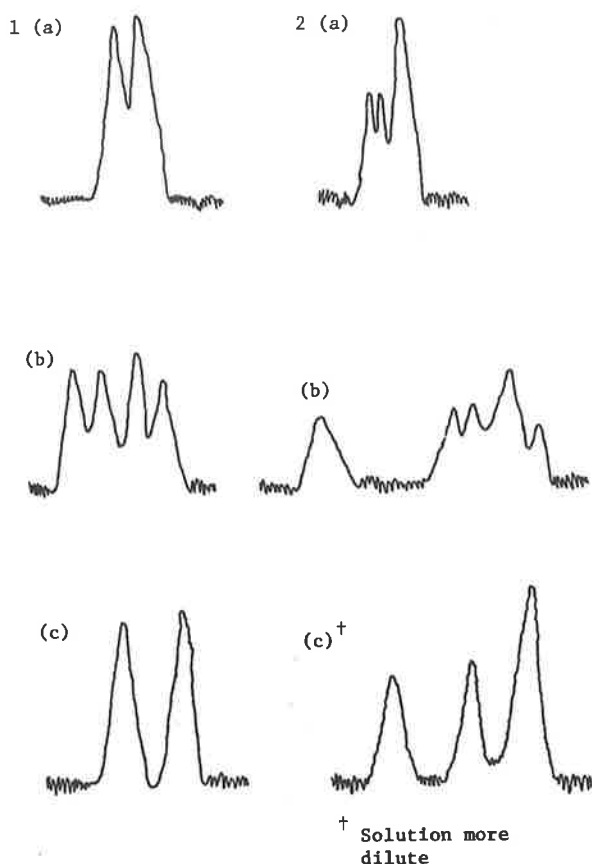 1 (a)
2 (a)
(b)
(b)
(c)
(c)†
† Solution more
dilute